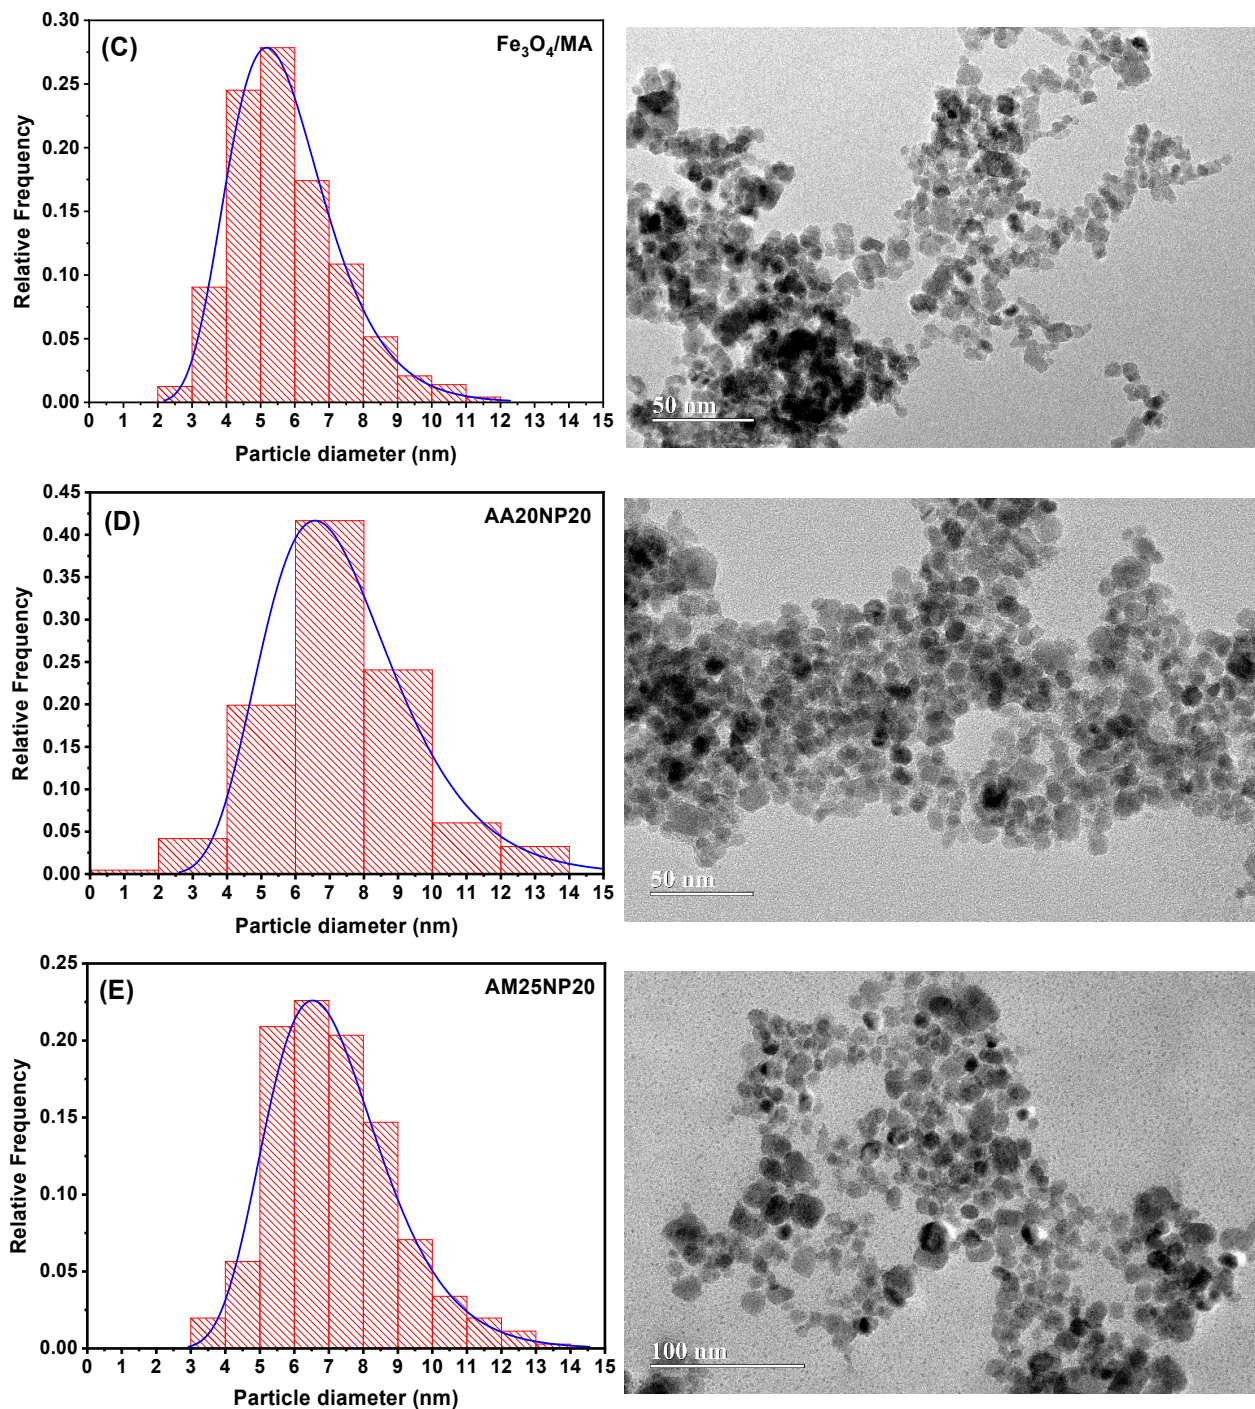 (C)
Fe₃O₄/MA
0.30
0.25
0.20
0.15
0.10
0.05
0.00
Relative Frequency
0 1 2 3 4 5 6 7 8 9 10 11 12 13 14 15
Particle diameter (nm)
50 nm
(D)
AA20NP20
0.45
0.40
0.35
0.30
0.25
0.20
0.15
0.10
0.05
0.00
Relative Frequency
0 1 2 3 4 5 6 7 8 9 10 11 12 13 14 15
Particle diameter (nm)
50 nm
(E)
AM25NP20
0.25
0.20
0.15
0.10
0.05
0.00
Relative Frequency
0 1 2 3 4 5 6 7 8 9 10 11 12 13 14 15
Particle diameter (nm)
100 nm